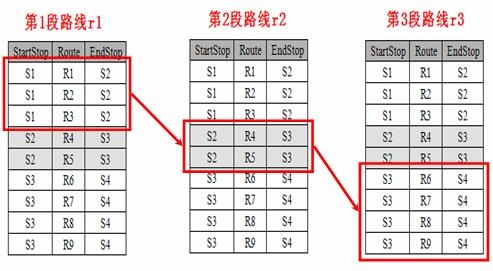 第1段路线r1
StartStop Route EndStop
S1 R1 S2
S1 R2 S2
S1 R3 S2
S2 R4 S3
S2 R5 S3
S3 R6 S4
S3 R7 S4
S3 R8 S4
S3 R9 S4
第2段路线r2
StartStop Route EndStop
S1 R1 S2
S1 R2 S2
S1 R3 S2
S2 R4 S3
S2 R5 S3
S3 R6 S4
S3 R7 S4
S3 R8 S4
S3 R9 S4
第3段路线r3
StartStop Route EndStop
S1 R1 S2
S1 R2 S2
S1 R3 S2
S2 R4 S3
S2 R5 S3
S3 R6 S4
S3 R7 S4
S3 R8 S4
S3 R9 S4